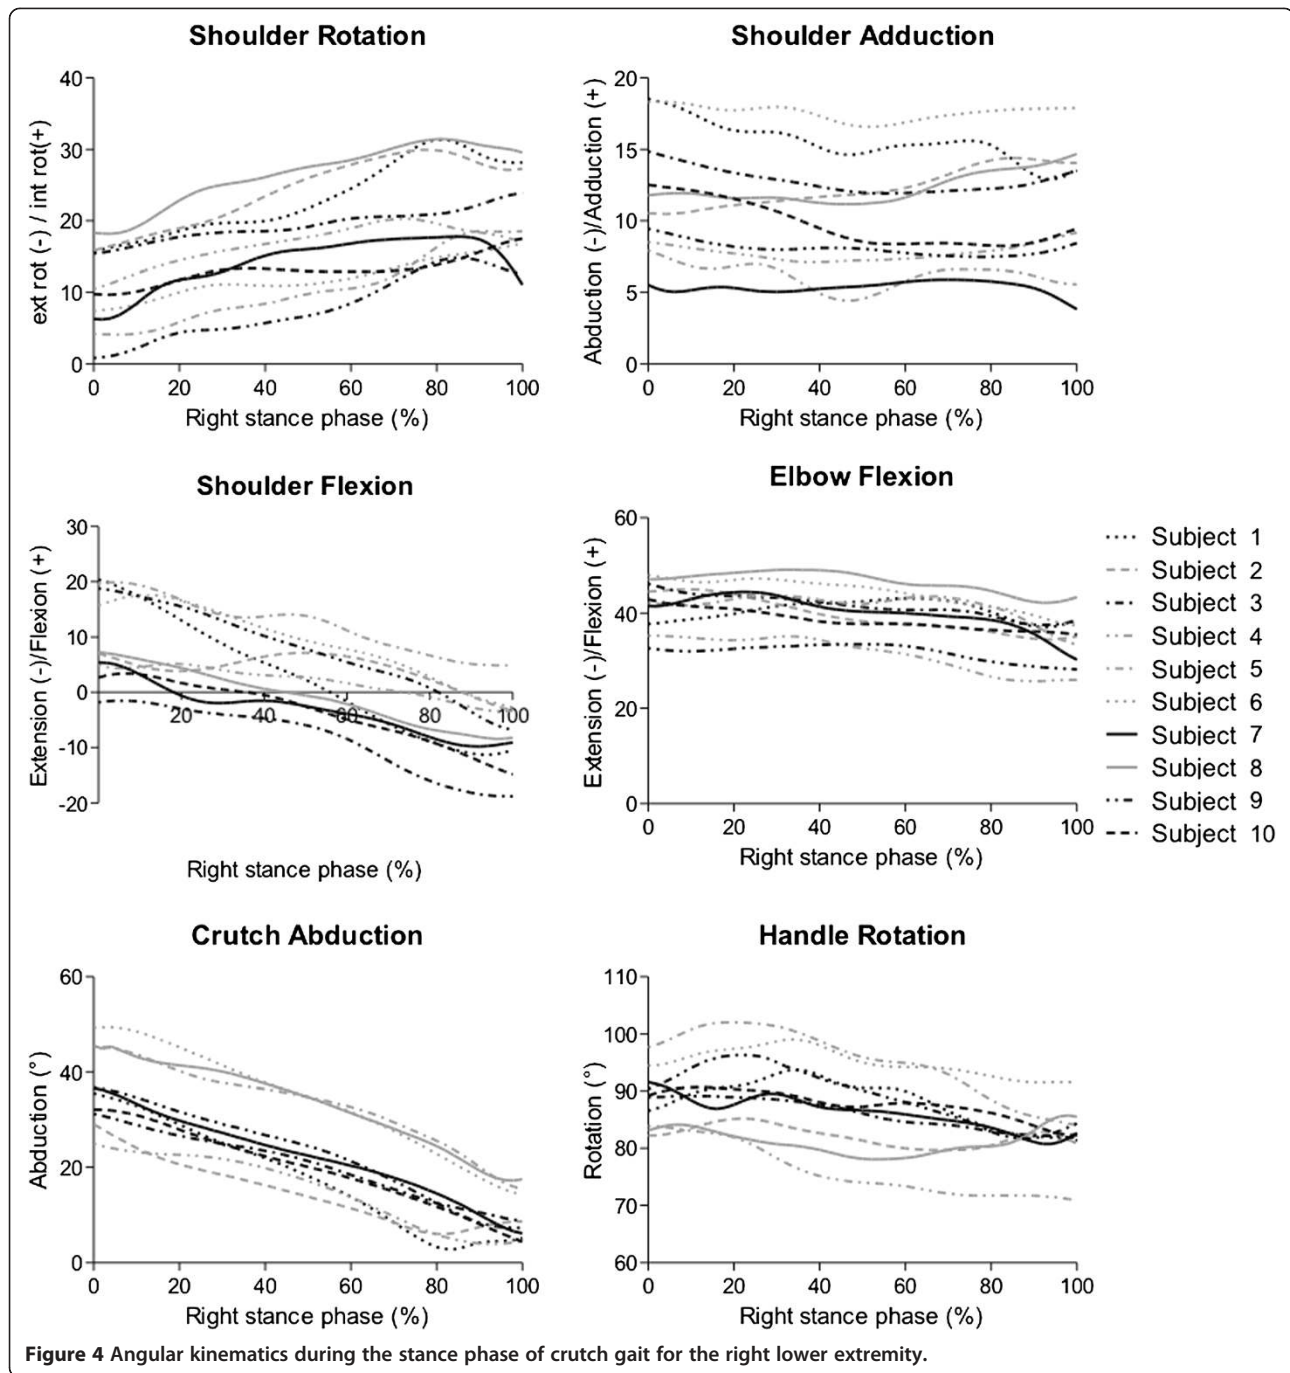 Shoulder Rotation
ext rot (-) / int rot(+)
40
30
20
10
0
0 20 40 60 80 100
Right stance phase (%)
Shoulder Adduction
Abduction (-)/Adduction (+)
20
15
10
5
0
0 20 40 60 80 100
Right stance phase (%)
Shoulder Flexion
Extension (-)/Flexion (+)
30
20
10
0
-10
-20
20 40 60 80 100
Right stance phase (%)
Elbow Flexion
Extension (-)/Flexion (+)
60
40
20
0
0 20 40 60 80 100
Right stance phase (%)
Subject 1
Subject 2
Subject 3
Subject 4
Subject 5
Subject 6
Subject 7
Subject 8
Subject 9
Subject 10
Crutch Abduction
Abduction (°)
60
40
20
0
0 20 40 60 80 100
Right stance phase (%)
Handle Rotation
Rotation (°)
110
100
90
80
70
60
0 20 40 60 80 100
Right stance phase (%)
Figure 4 Angular kinematics during the stance phase of crutch gait for the right lower extremity.